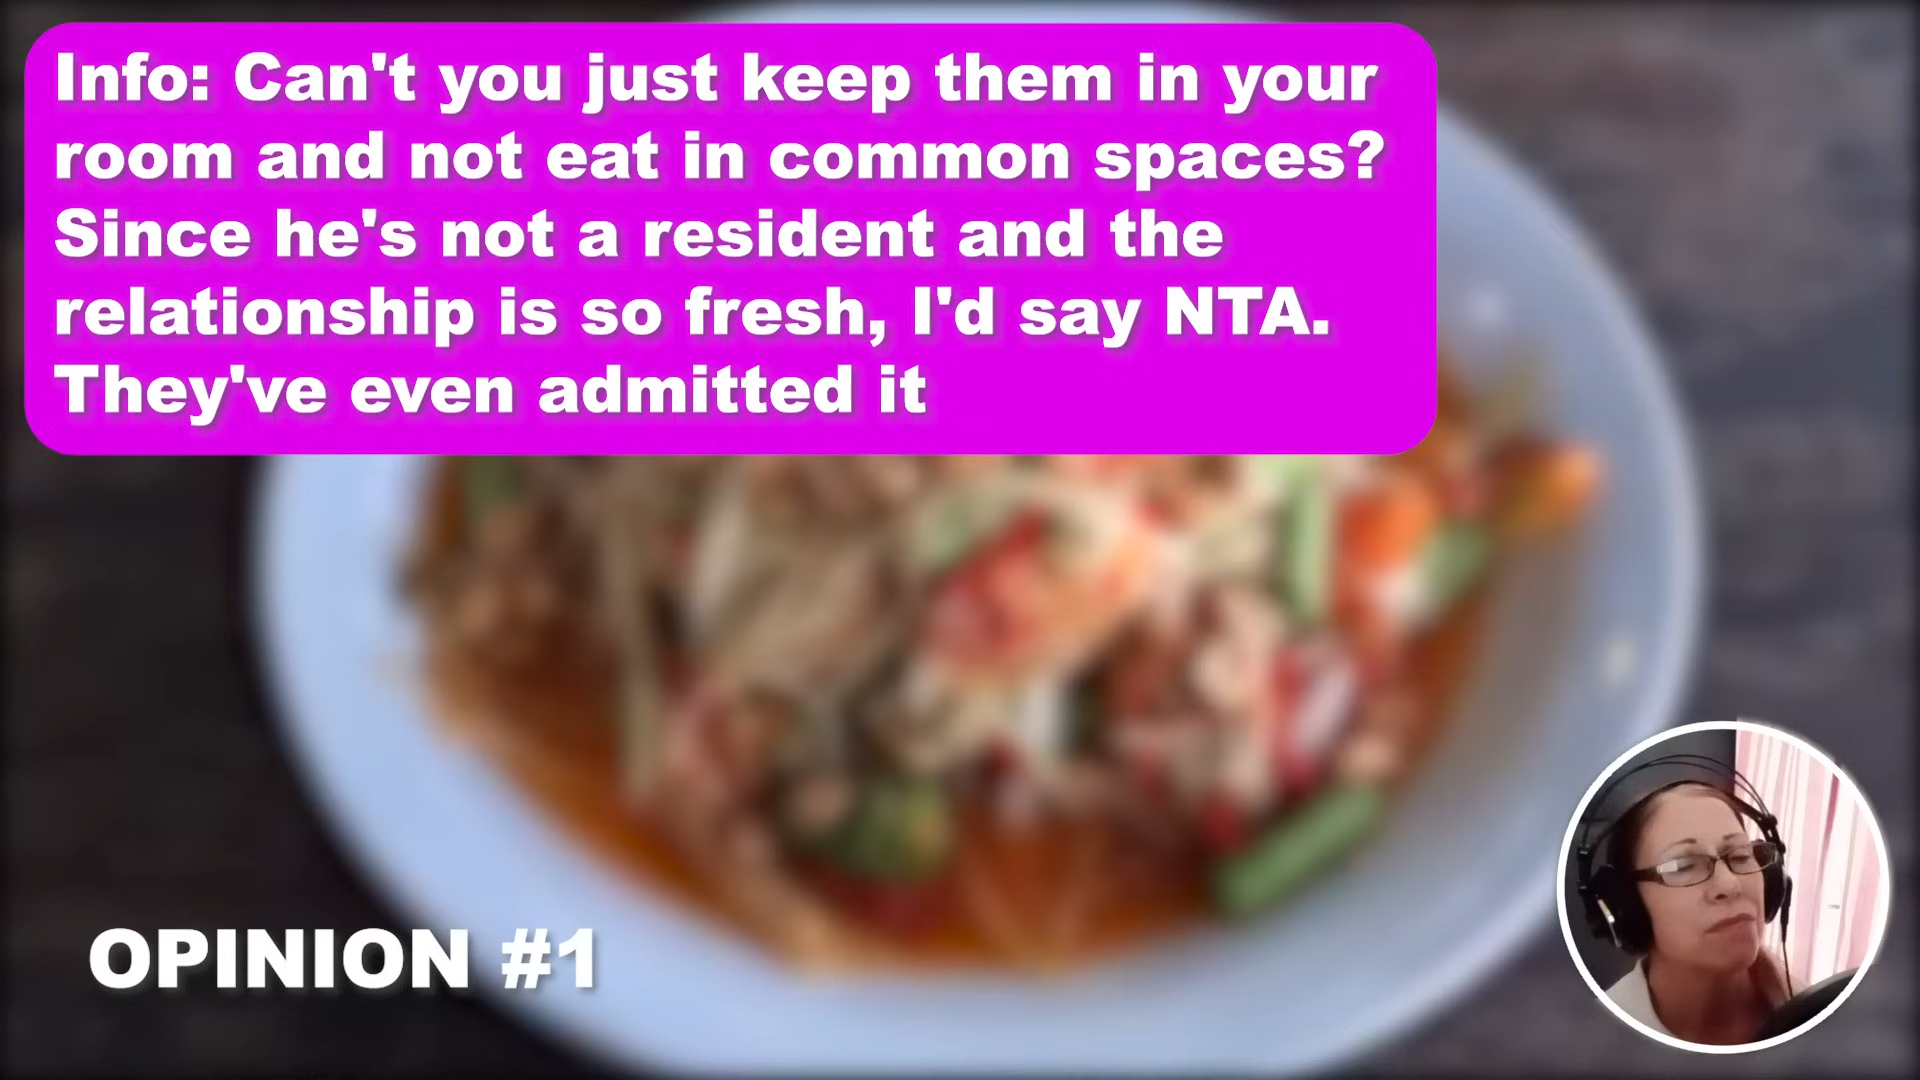 Info: Can't you just keep them in your
room and not eat in common spaces?
Since he's not a resident and the
relationship is so fresh, I'd say NTA.
They've even admitted it
OPINION #1